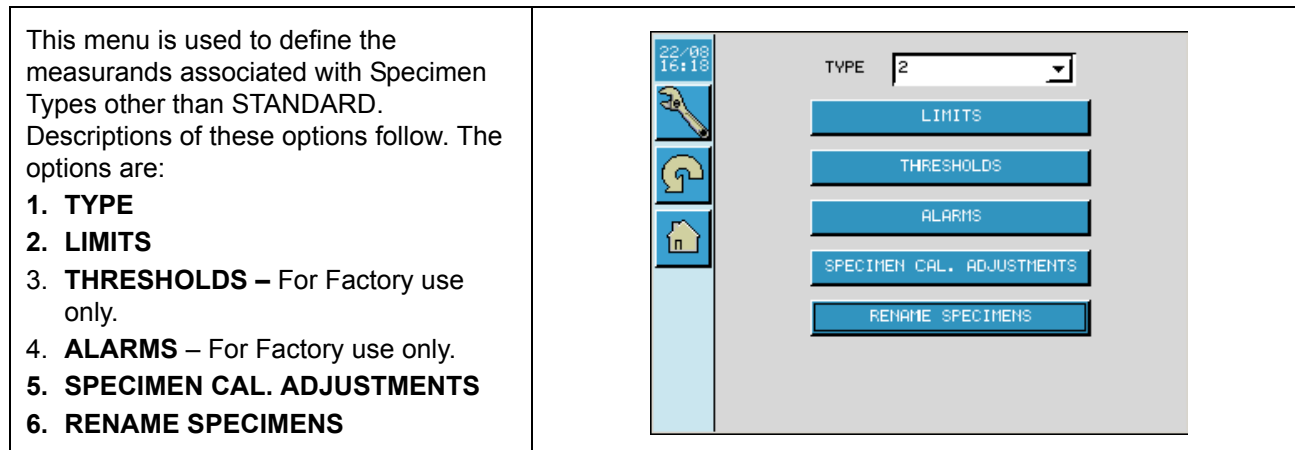 This menu is used to define the
measurands associated with Specimen
Types other than STANDARD.
Descriptions of these options follow. The
options are:
1. TYPE
2. LIMITS
3. THRESHOLDS – For Factory use
only.
4. ALARMS – For Factory use only.
5. SPECIMEN CAL. ADJUSTMENTS
6. RENAME SPECIMENS
22/08
16:18
TYPE 2
LIMITS
THRESHOLDS
ALARMS
SPECIMEN CAL. ADJUSTMENTS
RENAME SPECIMENS